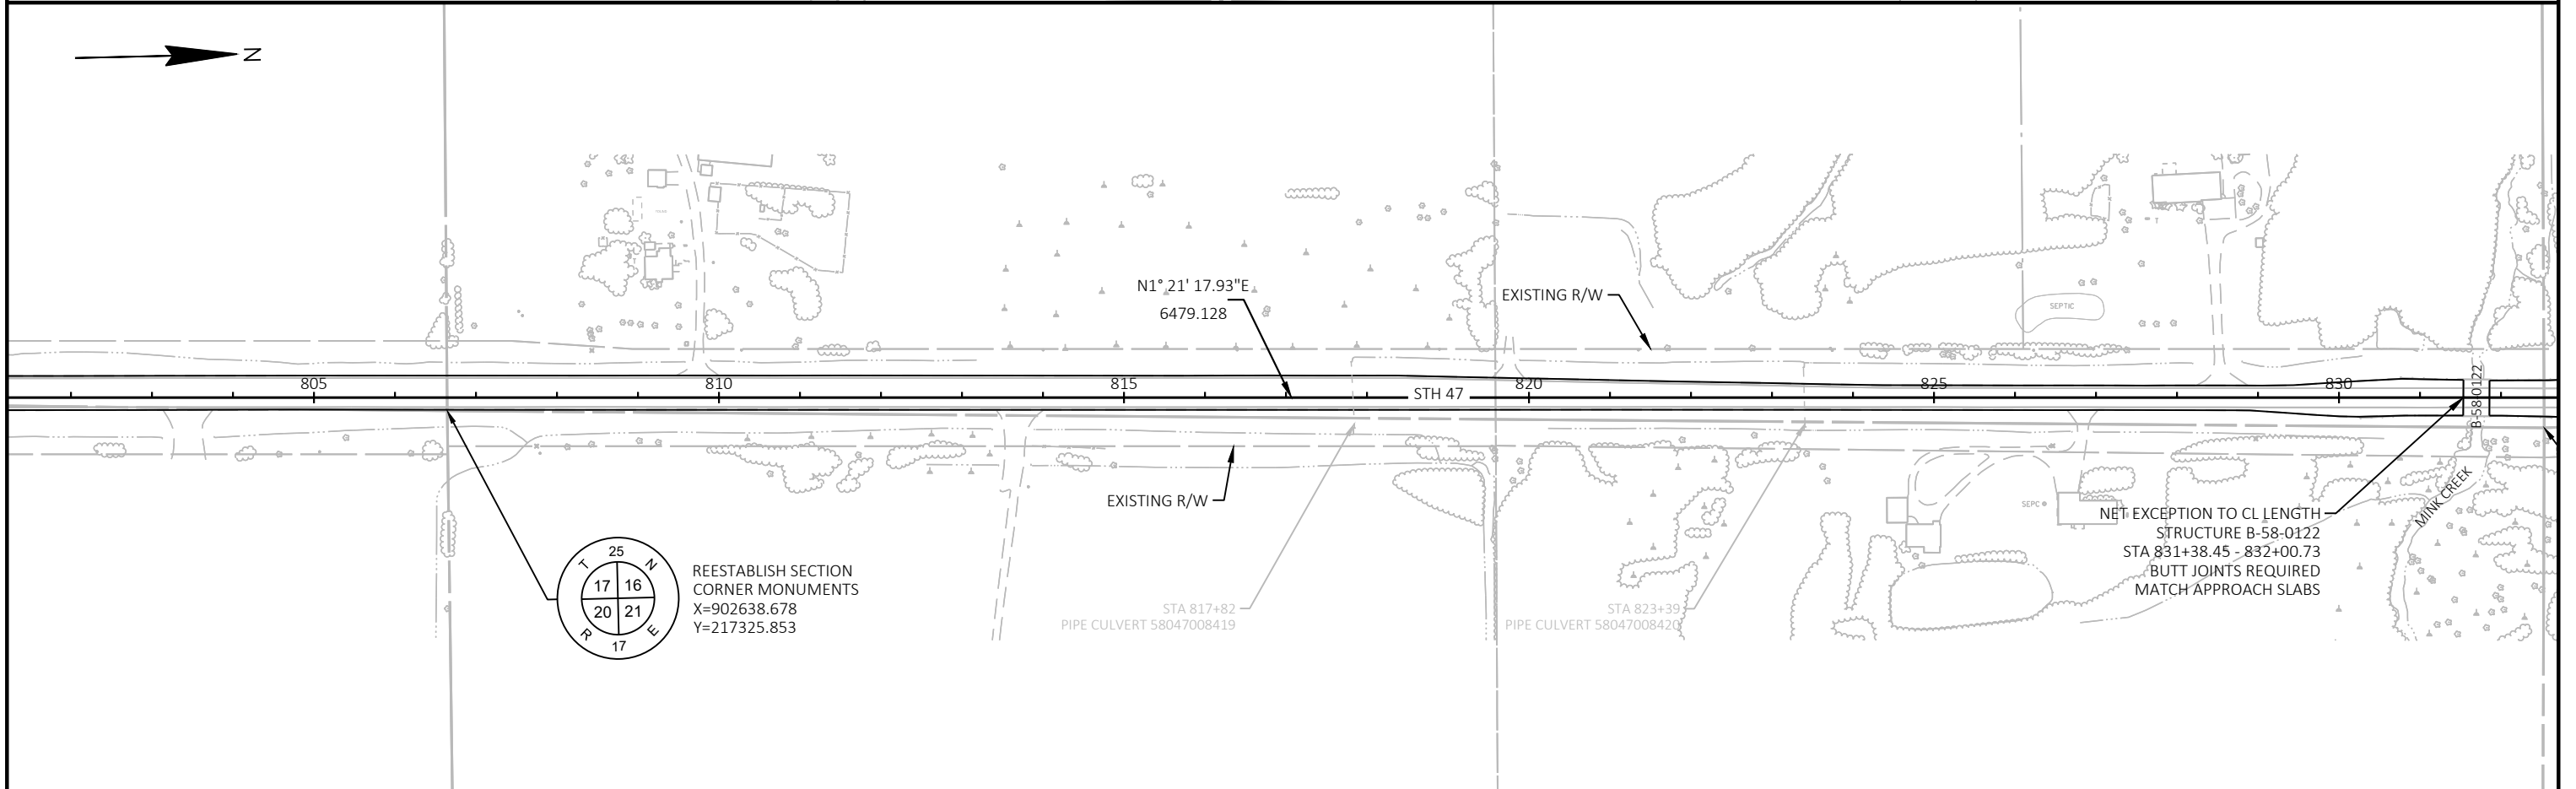 N
N1° 21' 17.93"E
6479.128
EXISTING R/W
SEPTIC
805
810
815
820
825
830
STH 47
B-58-0122
EXISTING R/W
SEPC
MINK CREEK
NET EXCEPTION TO CL LENGTH
STRUCTURE B-58-0122
STA 831+38.45 - 832+00.73
BUTT JOINTS REQUIRED
MATCH APPROACH SLABS
25
T N
17 16
20 21
R E
17
REESTABLISH SECTION
CORNER MONUMENTS
X=902638.678
Y=217325.853
STA 817+82
PIPE CULVERT 58047008419
STA 823+39
PIPE CULVERT 58047008420